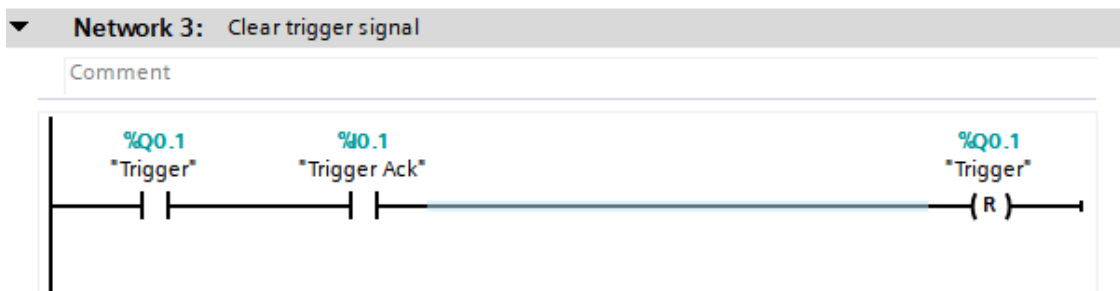 Network 3: Clear trigger signal
Comment
%Q0.1 %I0.1 %Q0.1
"Trigger" "Trigger Ack" "Trigger"
R